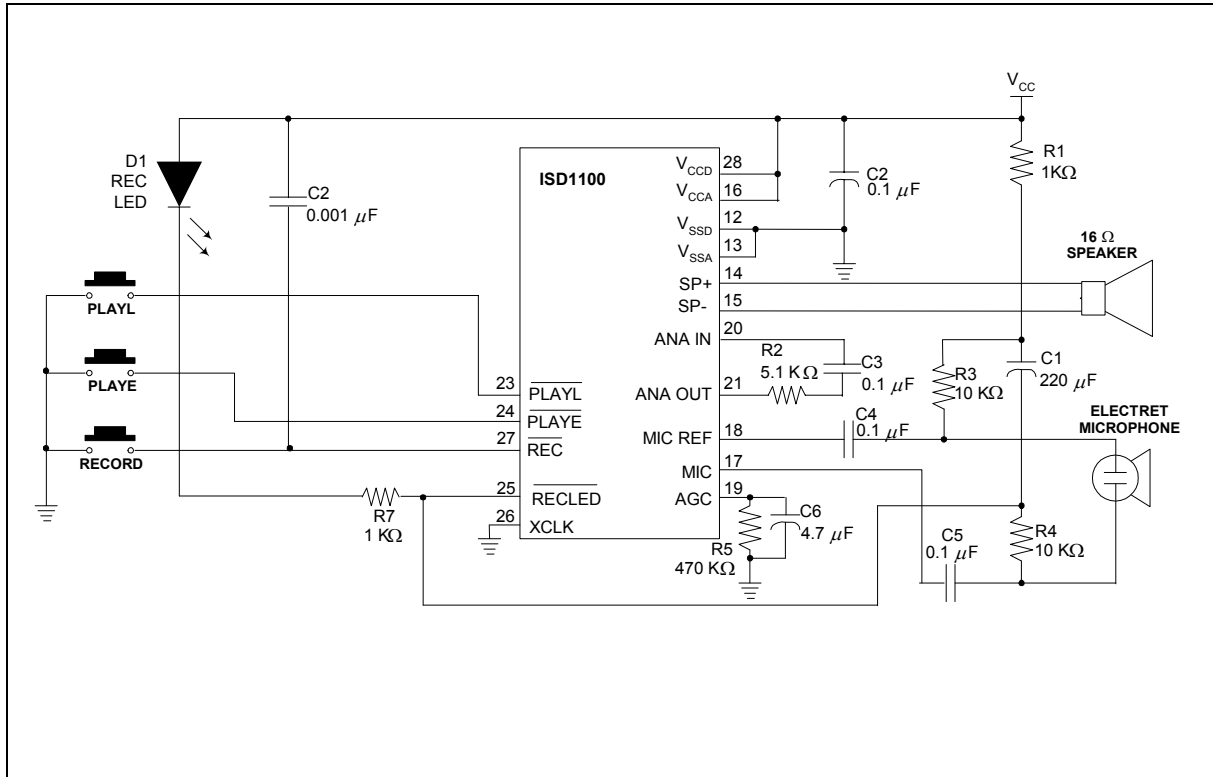 V_CC
D1
REC
LED
C2
0.001 µF
ISD1100
V_CCD
28
V_CCA
16
V_SSD
12
V_SSA
13
SP+
14
SP-
15
ANA IN
20
ANA OUT
21
MIC REF
18
MIC
17
AGC
19
C2
0.1 µF
R1
1KΩ
16 Ω
SPEAKER
PLAYL
PLAYE
RECORD
23
PLAYL
24
PLAYE
27
REC
25
RECLED
26
XCLK
R7
1 KΩ
R2
5.1 KΩ
C3
0.1 µF
R3
10 KΩ
C1
220 µF
C4
0.1 µF
ELECTRET
MICROPHONE
C6
4.7 µF
R5
470 KΩ
C5
0.1 µF
R4
10 KΩ